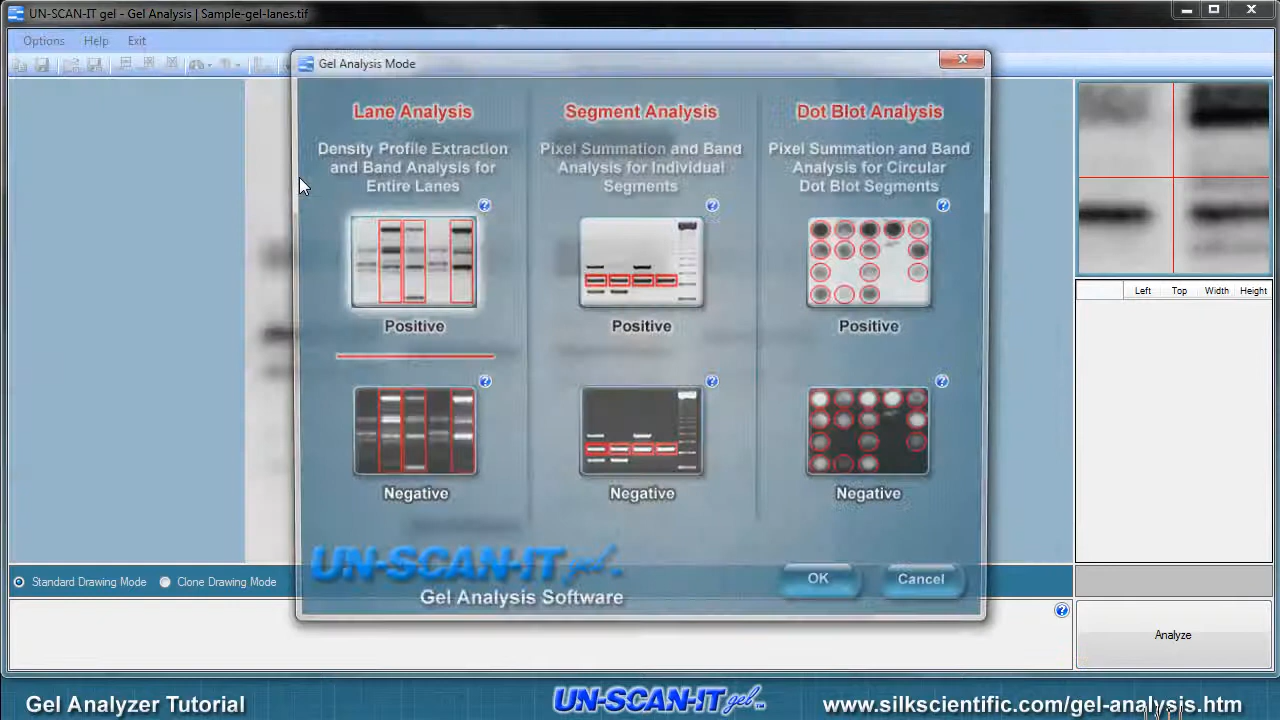 UN-SCAN-IT gel - Gel Analysis | Sample-gel-lanes.tif
Options Help Exit
Gel Analysis Mode
Lane Analysis
Density Profile Extraction
and Band Analysis for
Entire Lanes
Positive
Negative
Segment Analysis
Pixel Summation and Band
Analysis for Individual
Segments
Positive
Negative
Dot Blot Analysis
Pixel Summation and Band
Analysis for Circular
Dot Blot Segments
Positive
Negative
Left Top Width Height
UN-SCAN-IT gel
Gel Analysis Software
OK Cancel
Standard Drawing Mode Clone Drawing Mode
Analyze
Gel Analyzer Tutorial
UN-SCAN-IT gel™
www.silkscientific.com/gel-analysis.htm